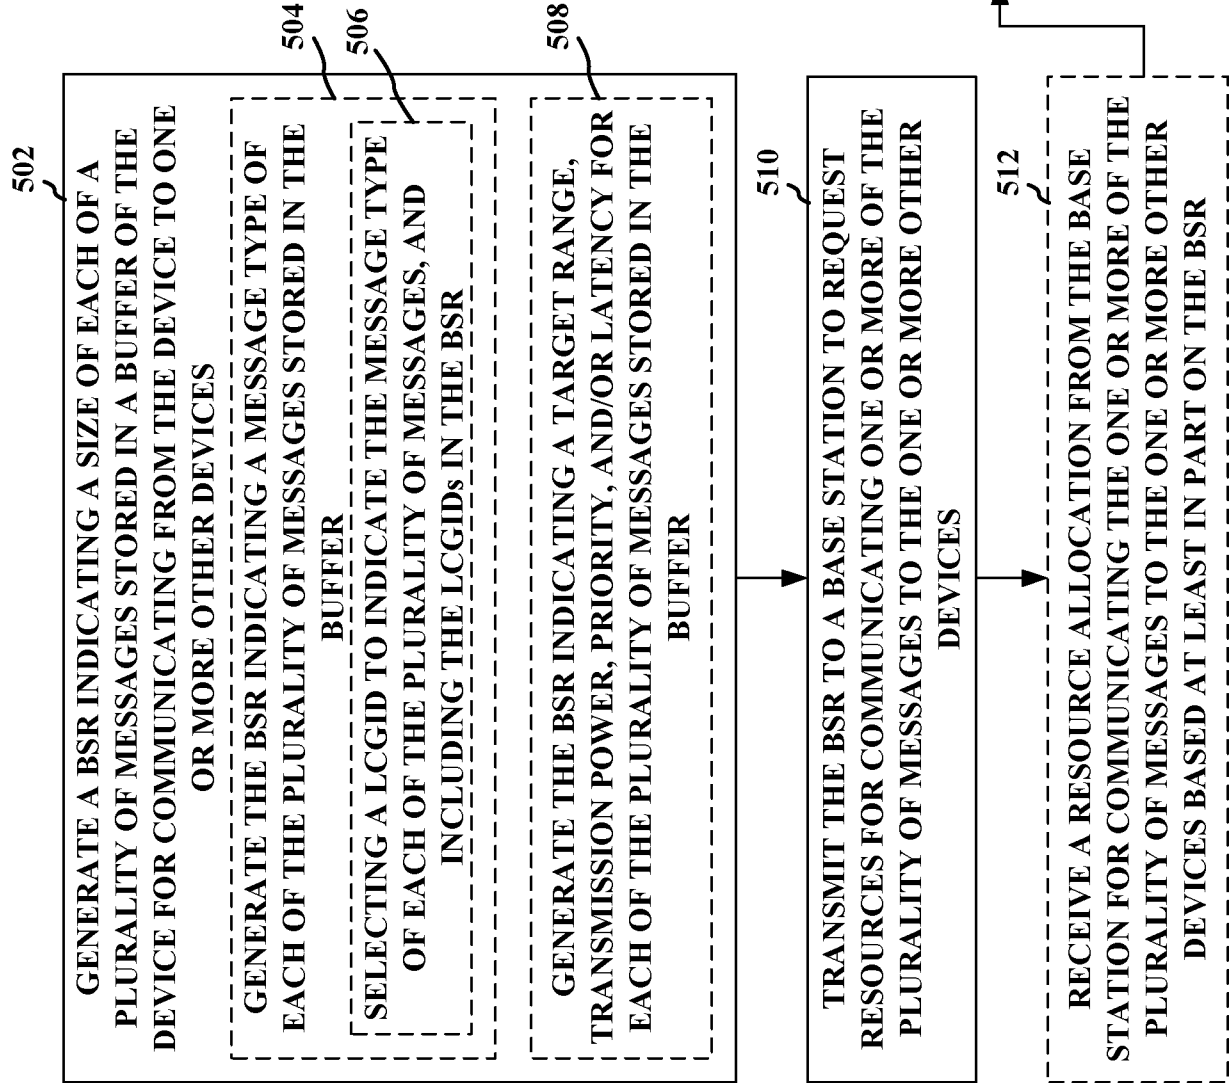 502
GENERATE A BSR INDICATING A SIZE OF EACH OF A
PLURALITY OF MESSAGES STORED IN A BUFFER OF THE
DEVICE FOR COMMUNICATING FROM THE DEVICE TO ONE
OR MORE OTHER DEVICES
504
GENERATE THE BSR INDICATING A MESSAGE TYPE OF
EACH OF THE PLURALITY OF MESSAGES STORED IN THE
BUFFER
506
SELECTING A LCGID TO INDICATE THE MESSAGE TYPE
OF EACH OF THE PLURALITY OF MESSAGES, AND
INCLUDING THE LCGIDs IN THE BSR
508
GENERATE THE BSR INDICATING A TARGET RANGE,
TRANSMISSION POWER, PRIORITY, AND/OR LATENCY FOR
EACH OF THE PLURALITY OF MESSAGES STORED IN THE
BUFFER
510
TRANSMIT THE BSR TO A BASE STATION TO REQUEST
RESOURCES FOR COMMUNICATING ONE OR MORE OF THE
PLURALITY OF MESSAGES TO THE ONE OR MORE OTHER
DEVICES
512
RECEIVE A RESOURCE ALLOCATION FROM THE BASE
STATION FOR COMMUNICATING THE ONE OR MORE OF THE
PLURALITY OF MESSAGES TO THE ONE OR MORE OTHER
DEVICES BASED AT LEAST IN PART ON THE BSR